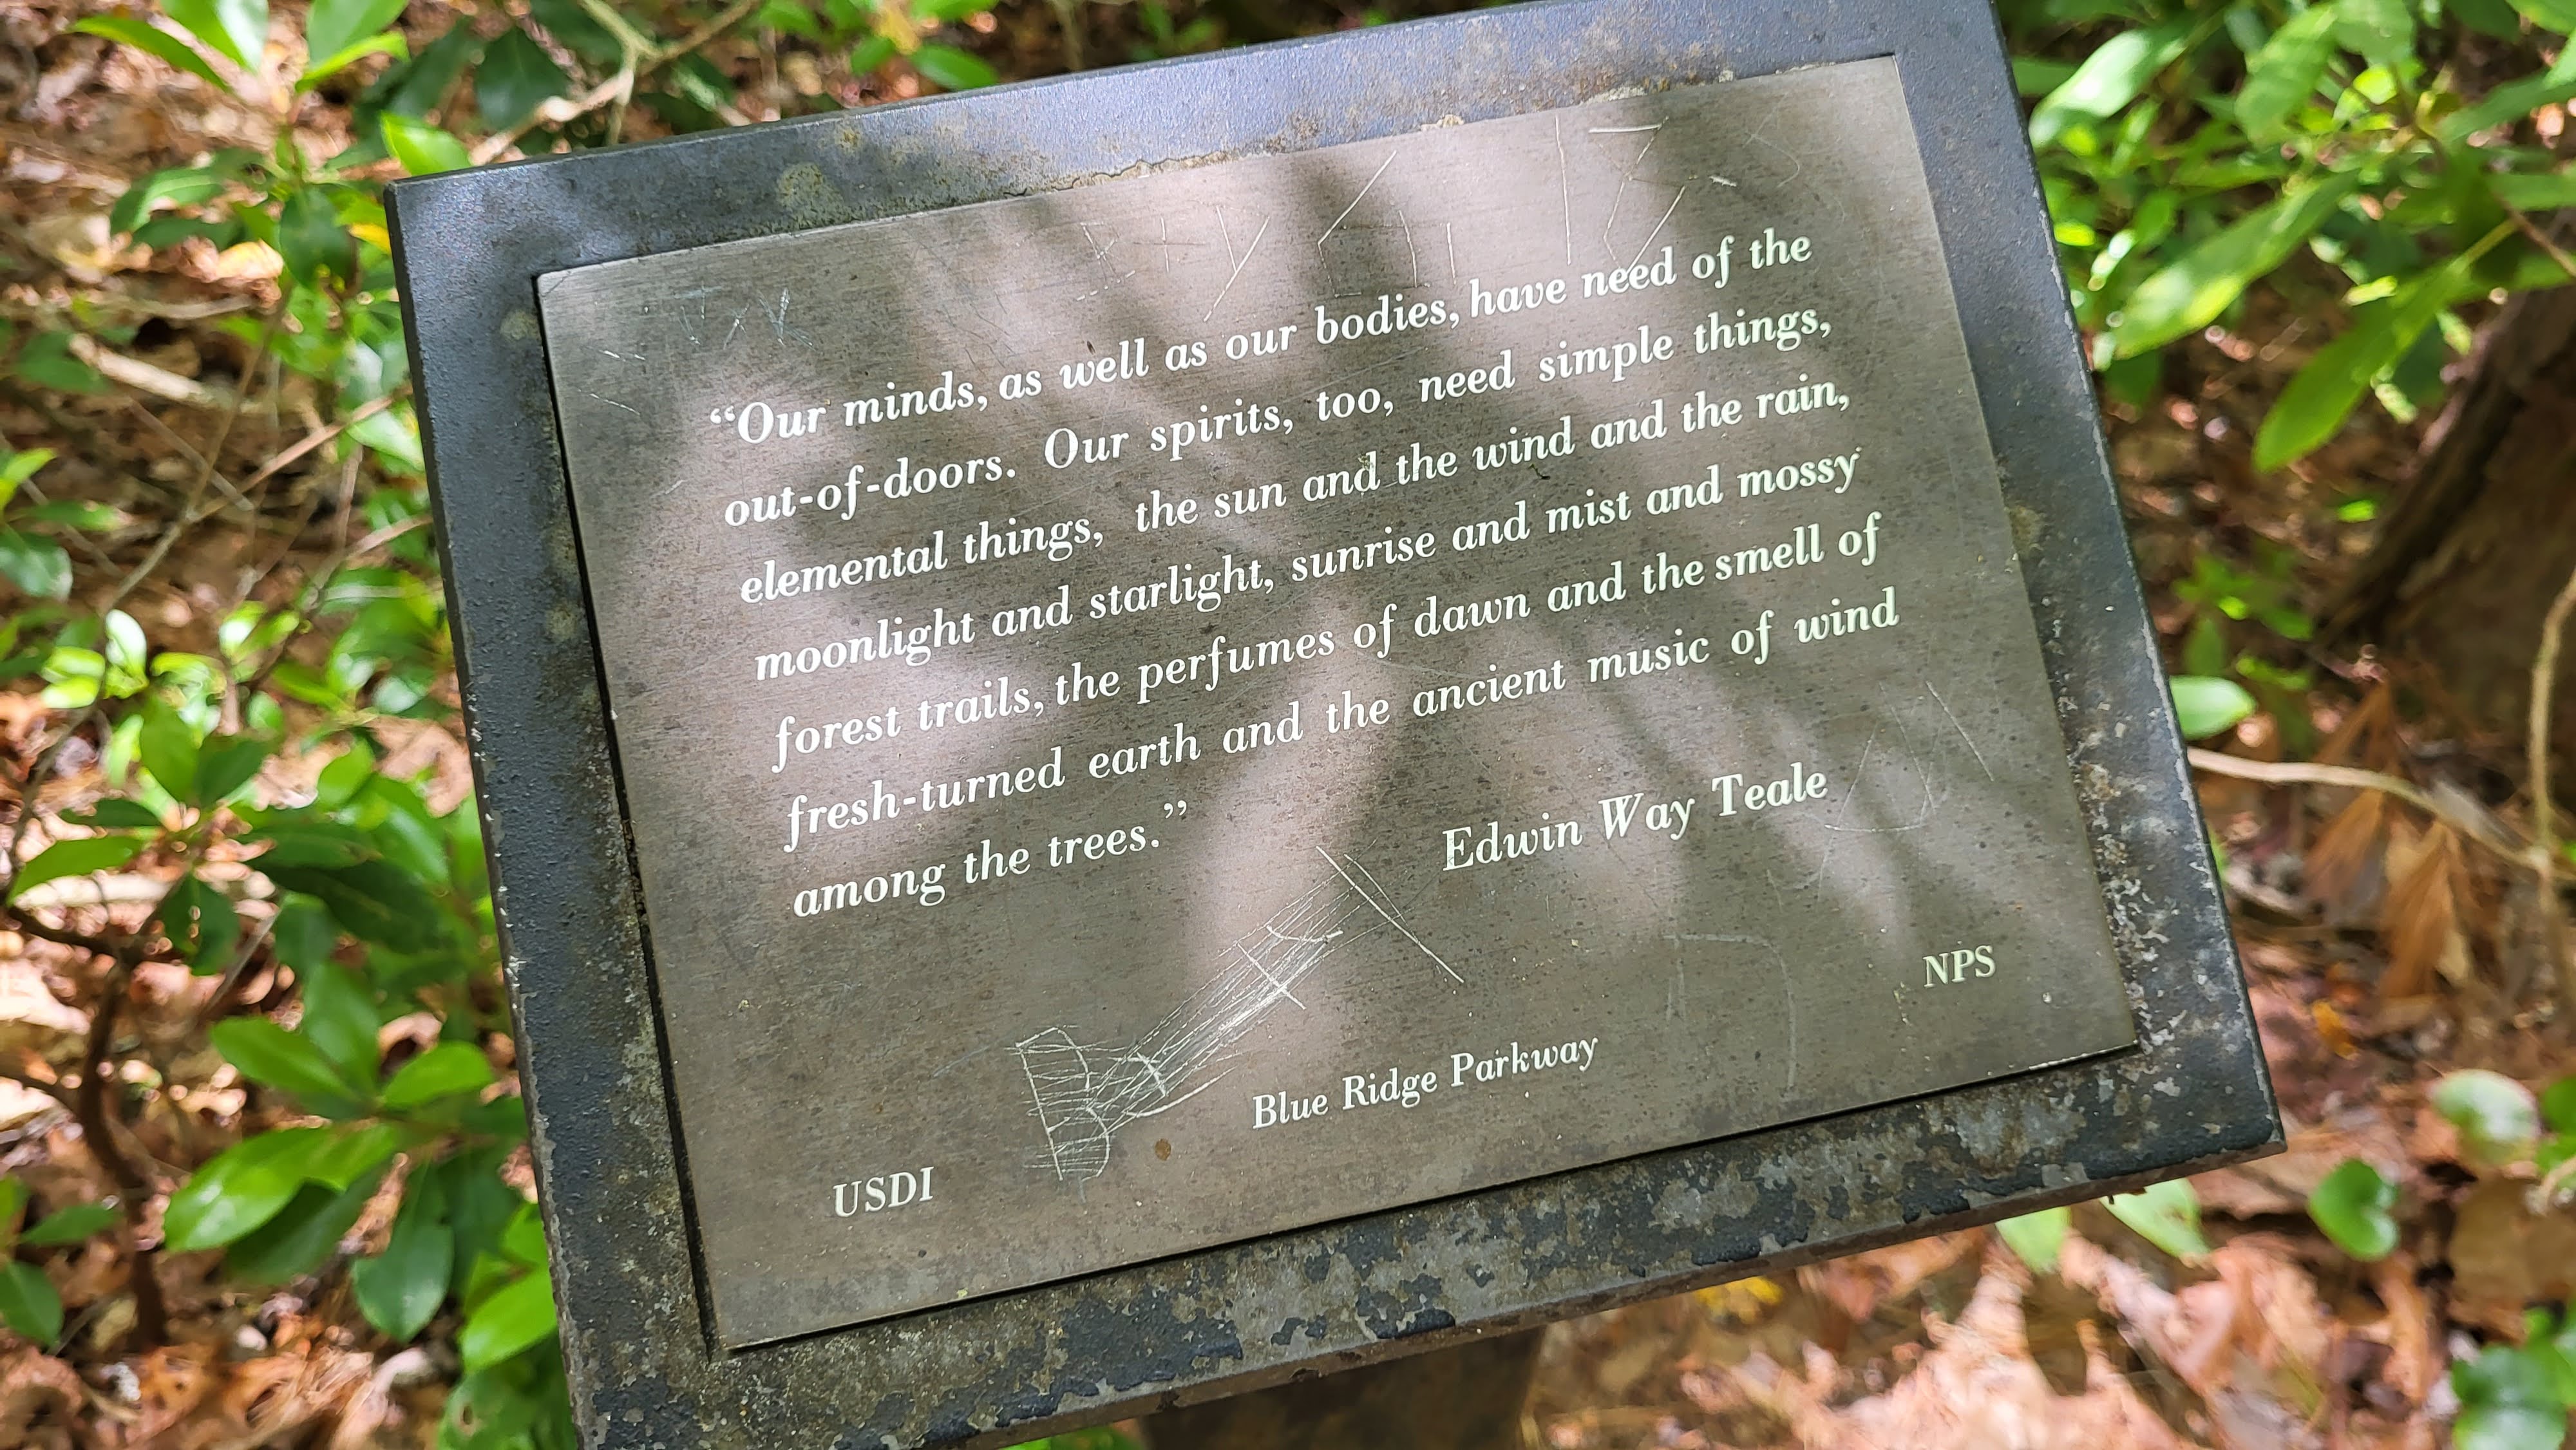 “Our minds, as well as our bodies, have need of the
out-of-doors. Our spirits, too, need simple things,
elemental things, the sun and the wind and the rain,
moonlight and starlight, sunrise and mist and mossy
forest trails, the perfumes of dawn and the smell of
fresh-turned earth and the ancient music of wind
among the trees.”
Edwin Way Teale
USDI
Blue Ridge Parkway
NPS